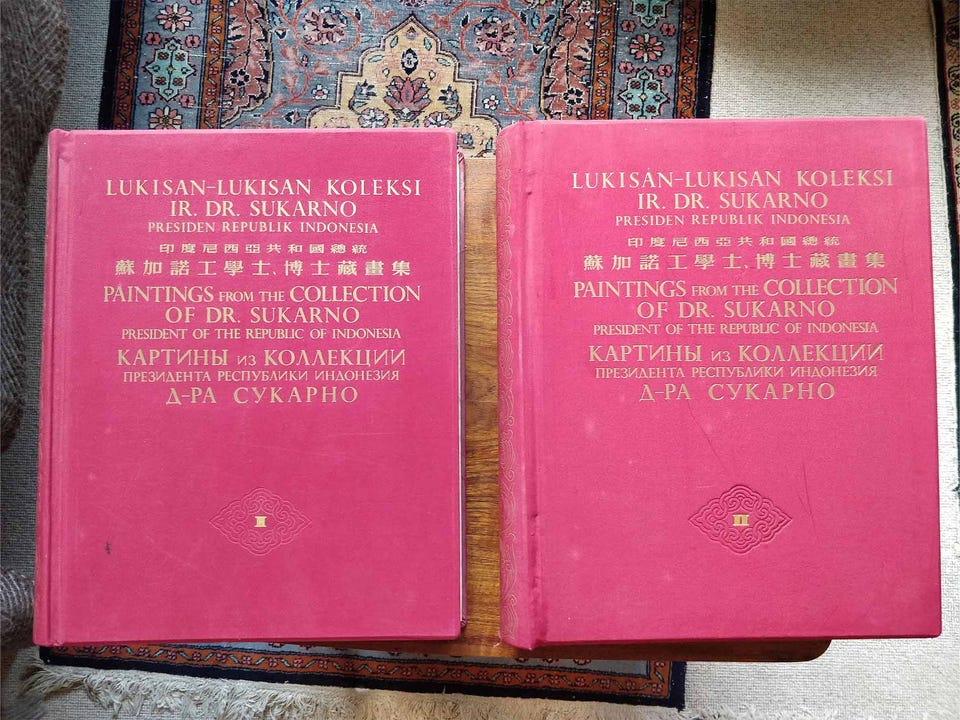 LUKISAN-LUKISAN KOLEKSI
IR. DR. SUKARNO
PRESIDEN REPUBLIK INDONESIA
印度尼西亞共和國總統
蘇加諾工學士、博士藏畫集
PAINTINGS FROM THE COLLECTION
OF DR. SUKARNO
PRESIDENT OF THE REPUBLIC OF INDONESIA
КАРТИНЫ ИЗ КОЛЛЕКЦИИ
ПРЕЗИДЕНТА РЕСПУБЛИКИ ИНДОНЕЗИЯ
Д-РА СУКАРНО
I
LUKISAN-LUKISAN KOLEKSI
IR. DR. SUKARNO
PRESIDEN REPUBLIK INDONESIA
印度尼西亞共和國總統
蘇加諾工學士、博士藏畫集
PAINTINGS FROM THE COLLECTION
OF DR. SUKARNO
PRESIDENT OF THE REPUBLIC OF INDONESIA
КАРТИНЫ ИЗ КОЛЛЕКЦИИ
ПРЕЗИДЕНТА РЕСПУБЛИКИ ИНДОНЕЗИЯ
Д-РА СУКАРНО
II